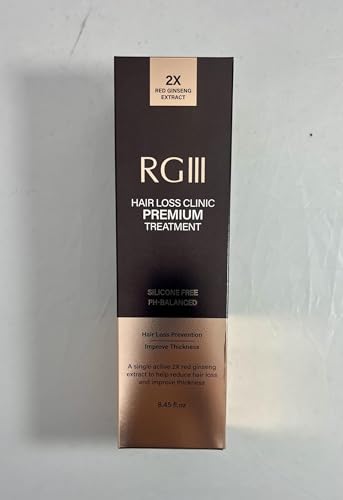 2X
RED GINSENG
EXTRACT
RGIII
HAIR LOSS CLINIC
PREMIUM
TREATMENT
SILICONE FREE
PH-BALANCED
Hair Loss Prevention
Improve Thickness
A single active 2X red ginseng
extract to help reduce hair loss
and improve thickness
8.45 fl.oz